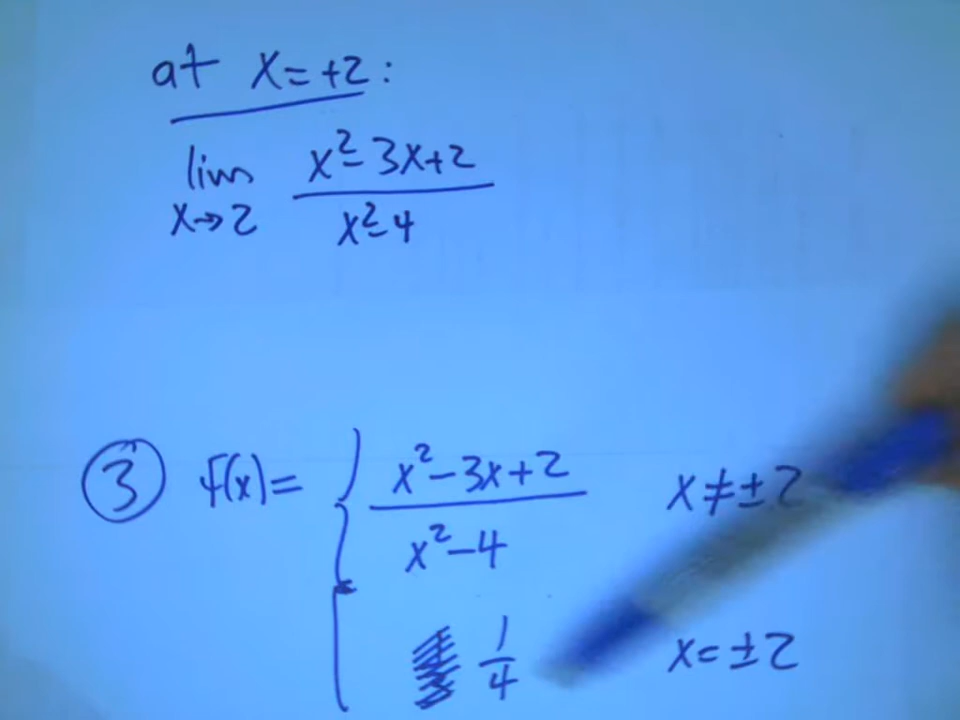 at x=+2:
lim x²-3x+2
x→2 x²-4
③ f(x)= { x²-3x+2 x≠±2
x²-4
1/4 x=±2